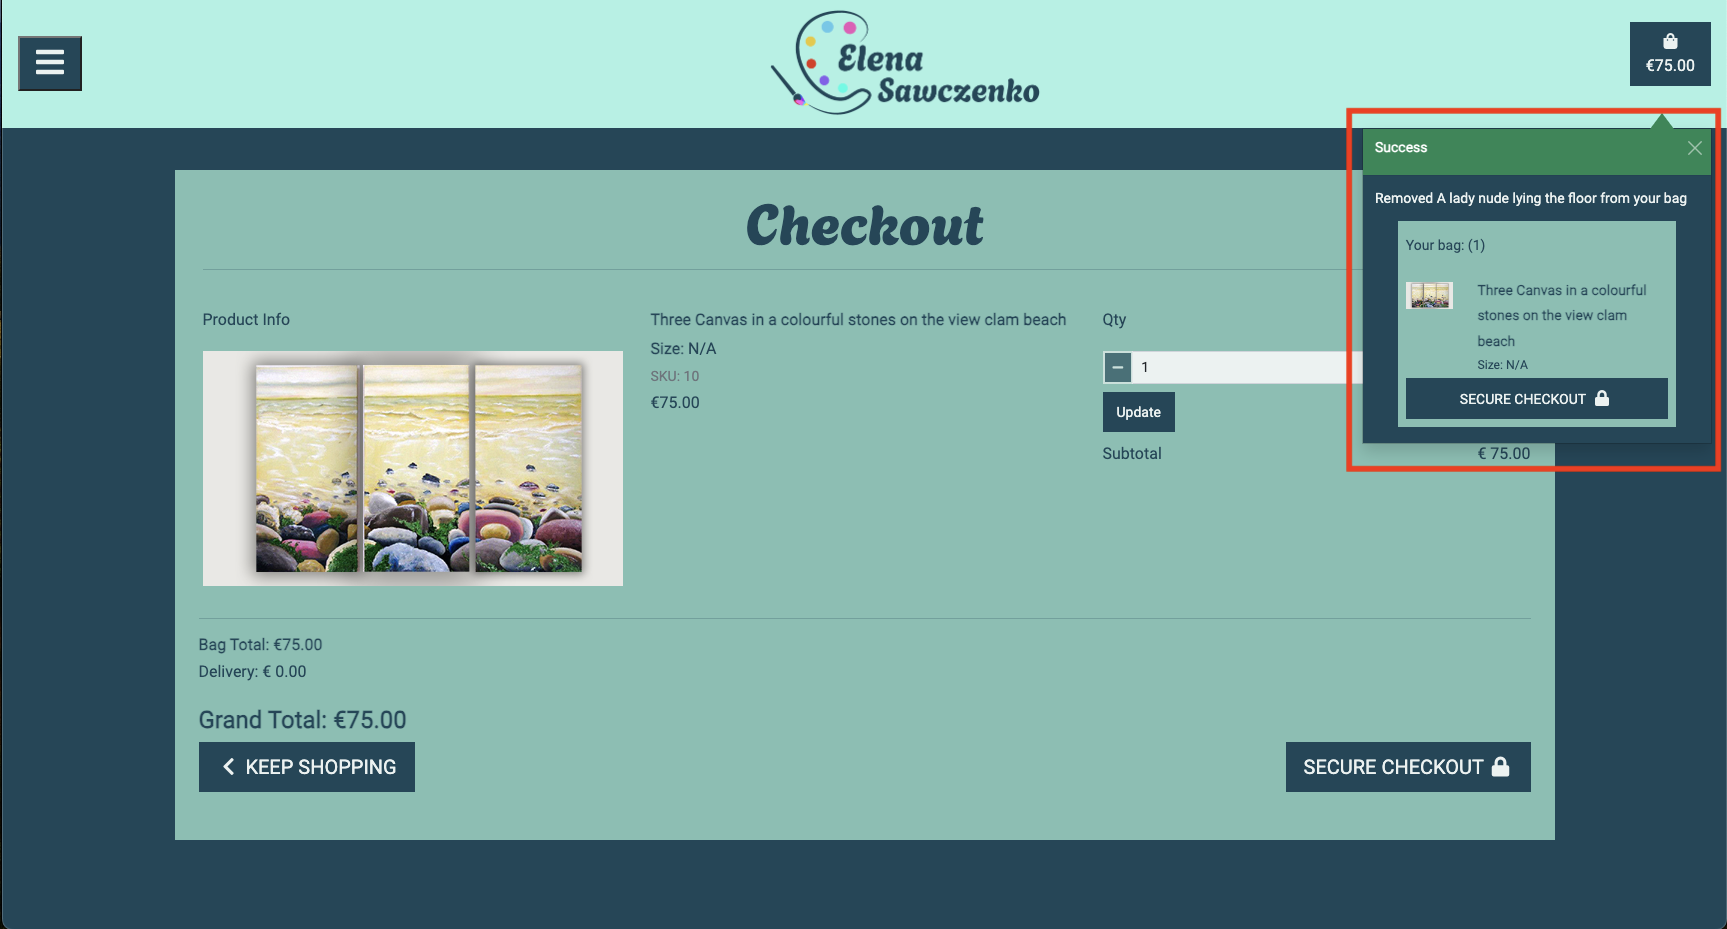 Elena
Sawczenko
€75.00
Success
Removed A lady nude lying the floor from your bag
Your bag: (1)
Three Canvas in a colourful
stones on the view clam
beach
Size: N/A
SECURE CHECKOUT
Checkout
Product Info
Three Canvas in a colourful stones on the view clam beach
Size: N/A
SKU: 10
€75.00
Qty
1
Update
Subtotal
€ 75.00
Bag Total: €75.00
Delivery: € 0.00
Grand Total: €75.00
KEEP SHOPPING
SECURE CHECKOUT